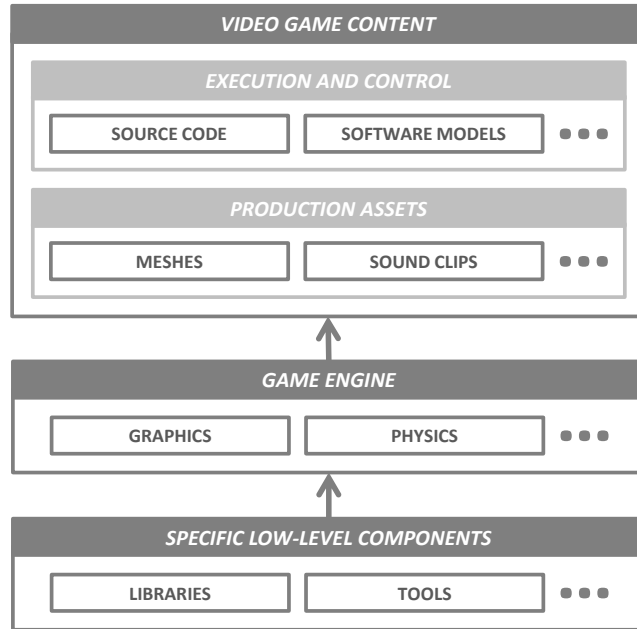 VIDEO GAME CONTENT
EXECUTION AND CONTROL
SOURCE CODE
SOFTWARE MODELS
PRODUCTION ASSETS
MESHES
SOUND CLIPS
GAME ENGINE
GRAPHICS
PHYSICS
SPECIFIC LOW-LEVEL COMPONENTS
LIBRARIES
TOOLS